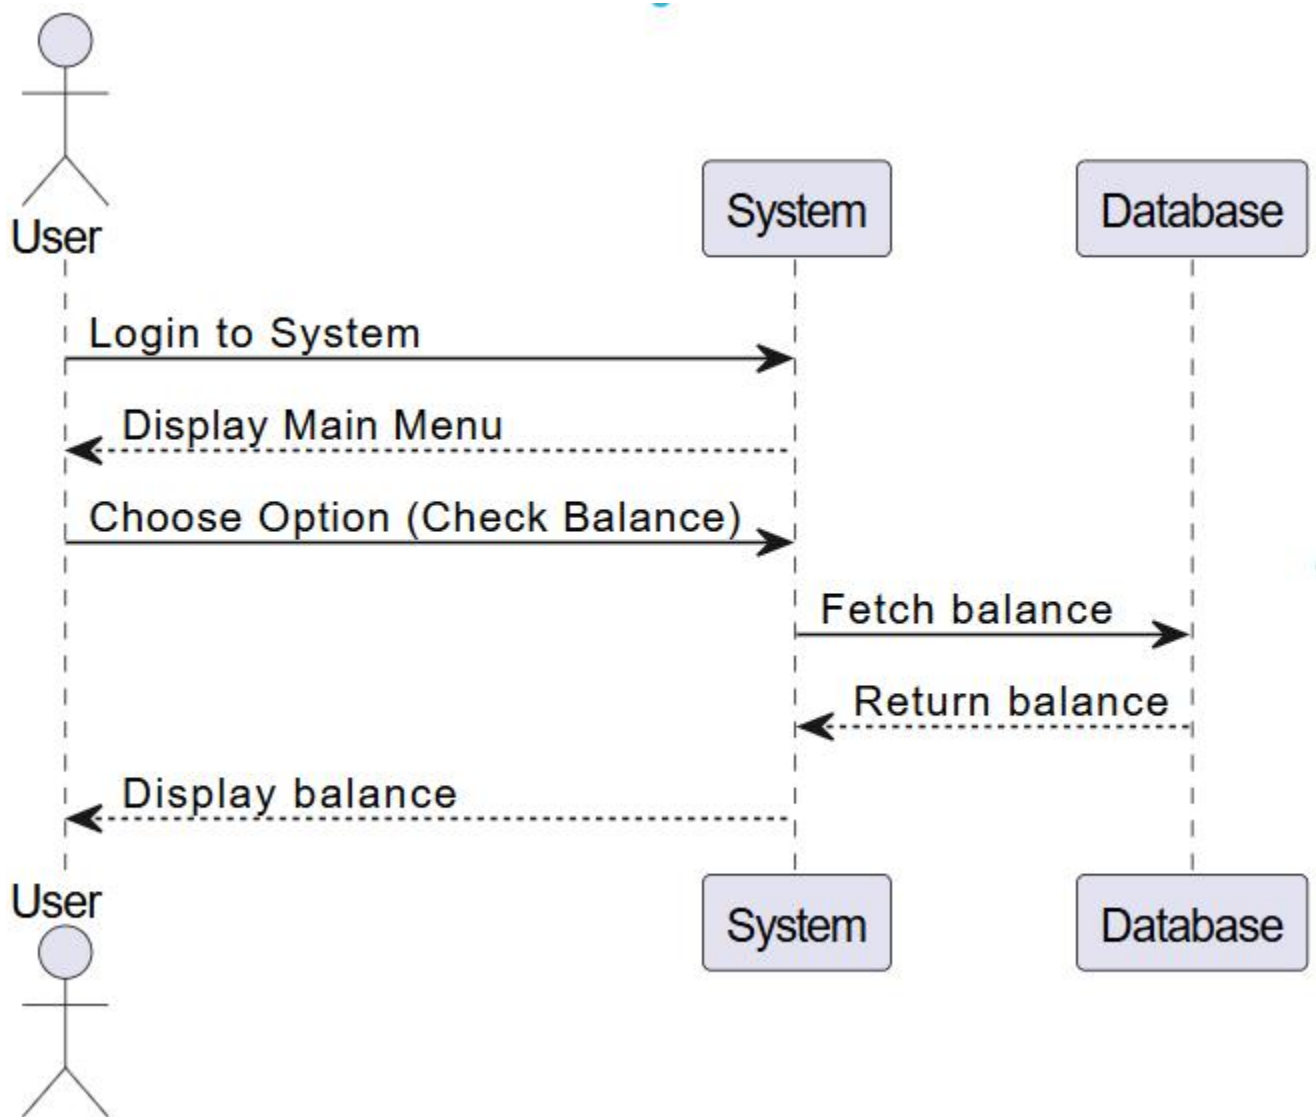 User
System
Database
Login to System
Display Main Menu
Choose Option (Check Balance)
Fetch balance
Return balance
Display balance
User
System
Database